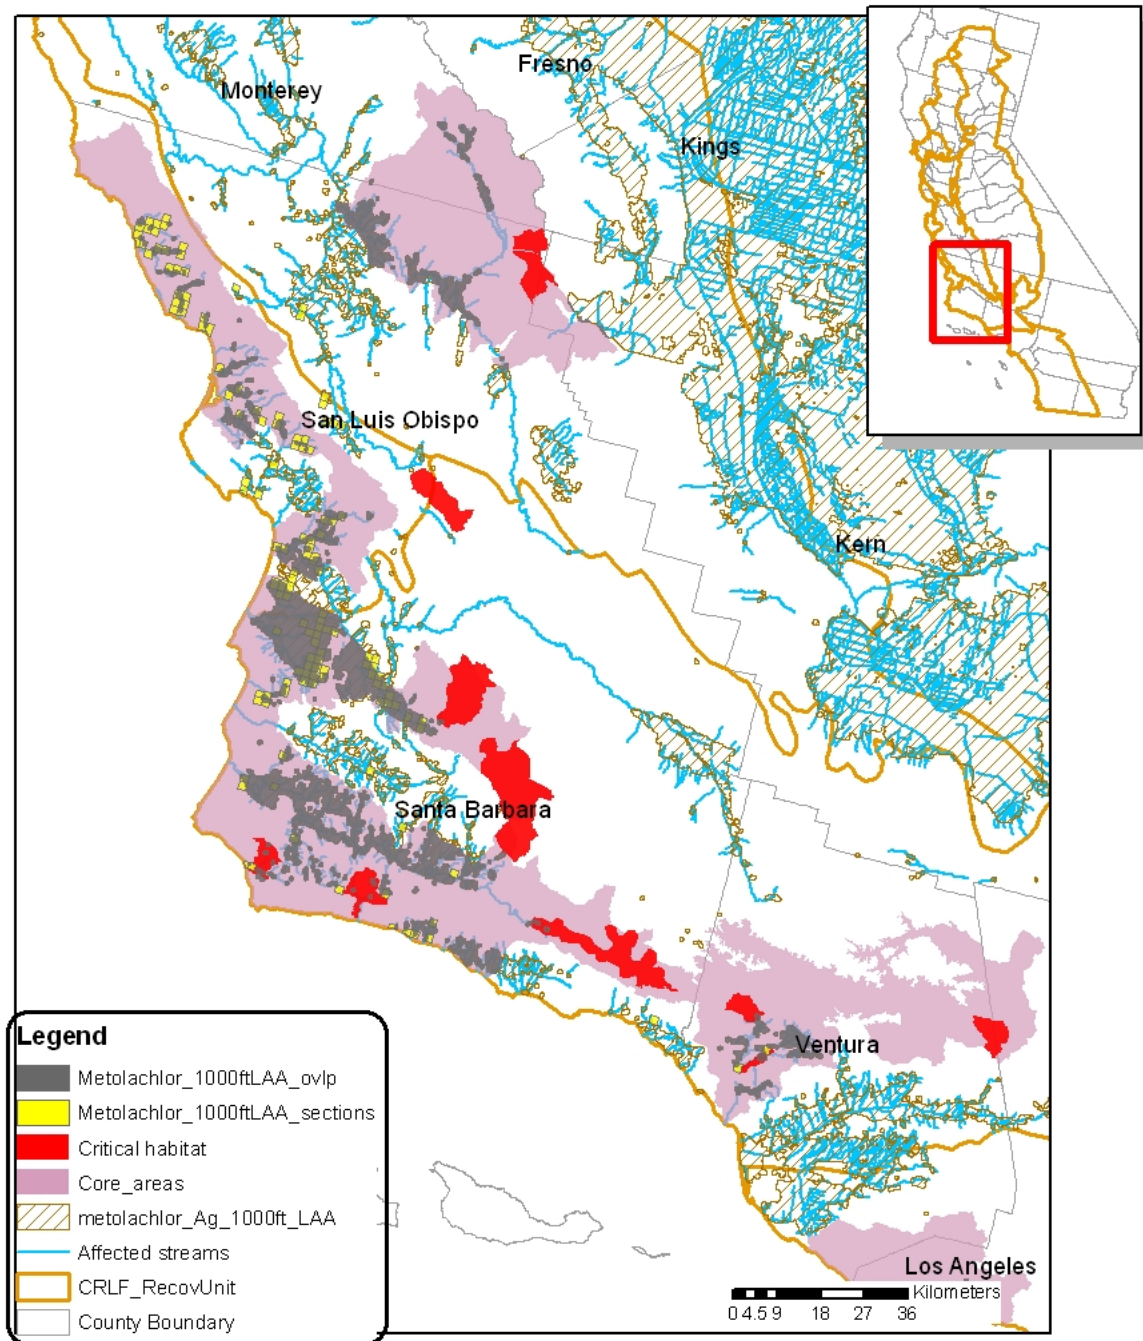 Monterey
Fresno
Kings
San Luis Obispo
Kern
Santa Barbara
Ventura
Los Angeles
Legend
Metolachlor_1000ftLAA_ovlp
Metolachlor_1000ftLAA_sections
Critical habitat
Core_areas
metolachlor_Ag_1000ft_LAA
Affected streams
CRLF_RecovUnit
County Boundary
Kilometers
0 4.5 9 18 27 36